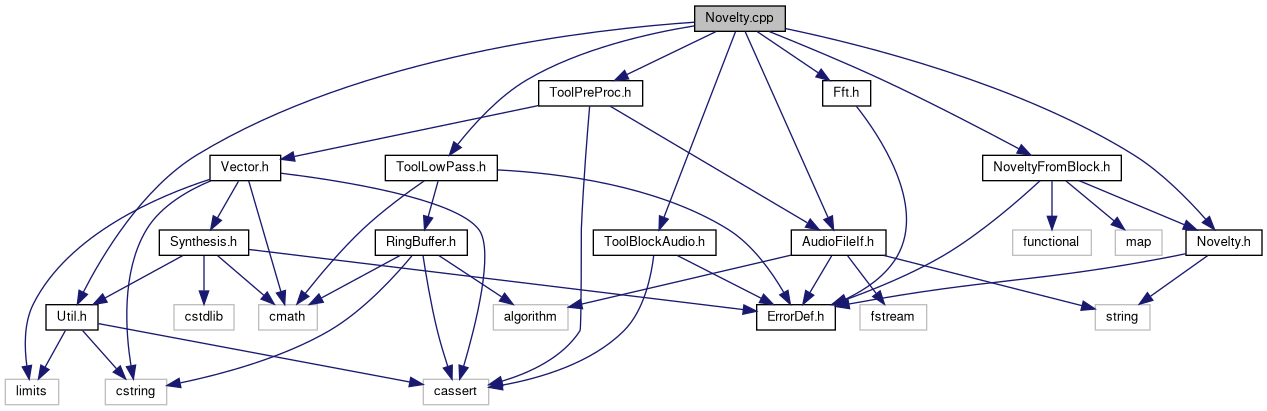 Novelty.cpp
ToolPreProc.h
Fft.h
Vector.h
ToolLowPass.h
NoveltyFromBlock.h
Synthesis.h
RingBuffer.h
ToolBlockAudio.h
AudioFileIf.h
functional
map
Novelty.h
Util.h
cstdlib
cmath
algorithm
ErrorDef.h
fstream
string
limits
cstring
cassert